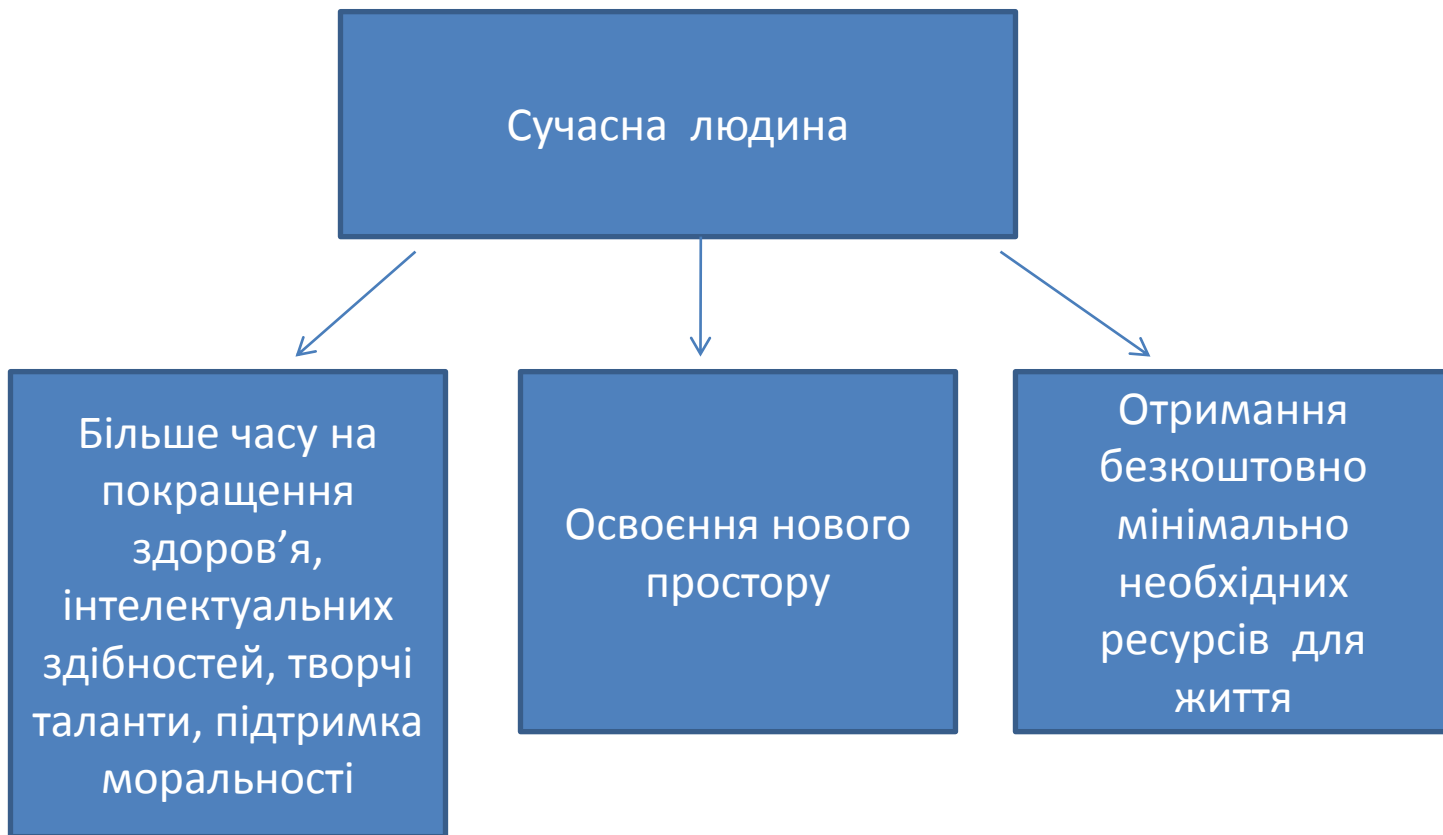 Сучасна людина
Більше часу на
покращення
здоров’я,
інтелектуальних
здібностей, творчі
таланти, підтримка
моральності
Освоєння нового
простору
Отримання
безкоштовно
мінімально
необхідних
ресурсів для
життя